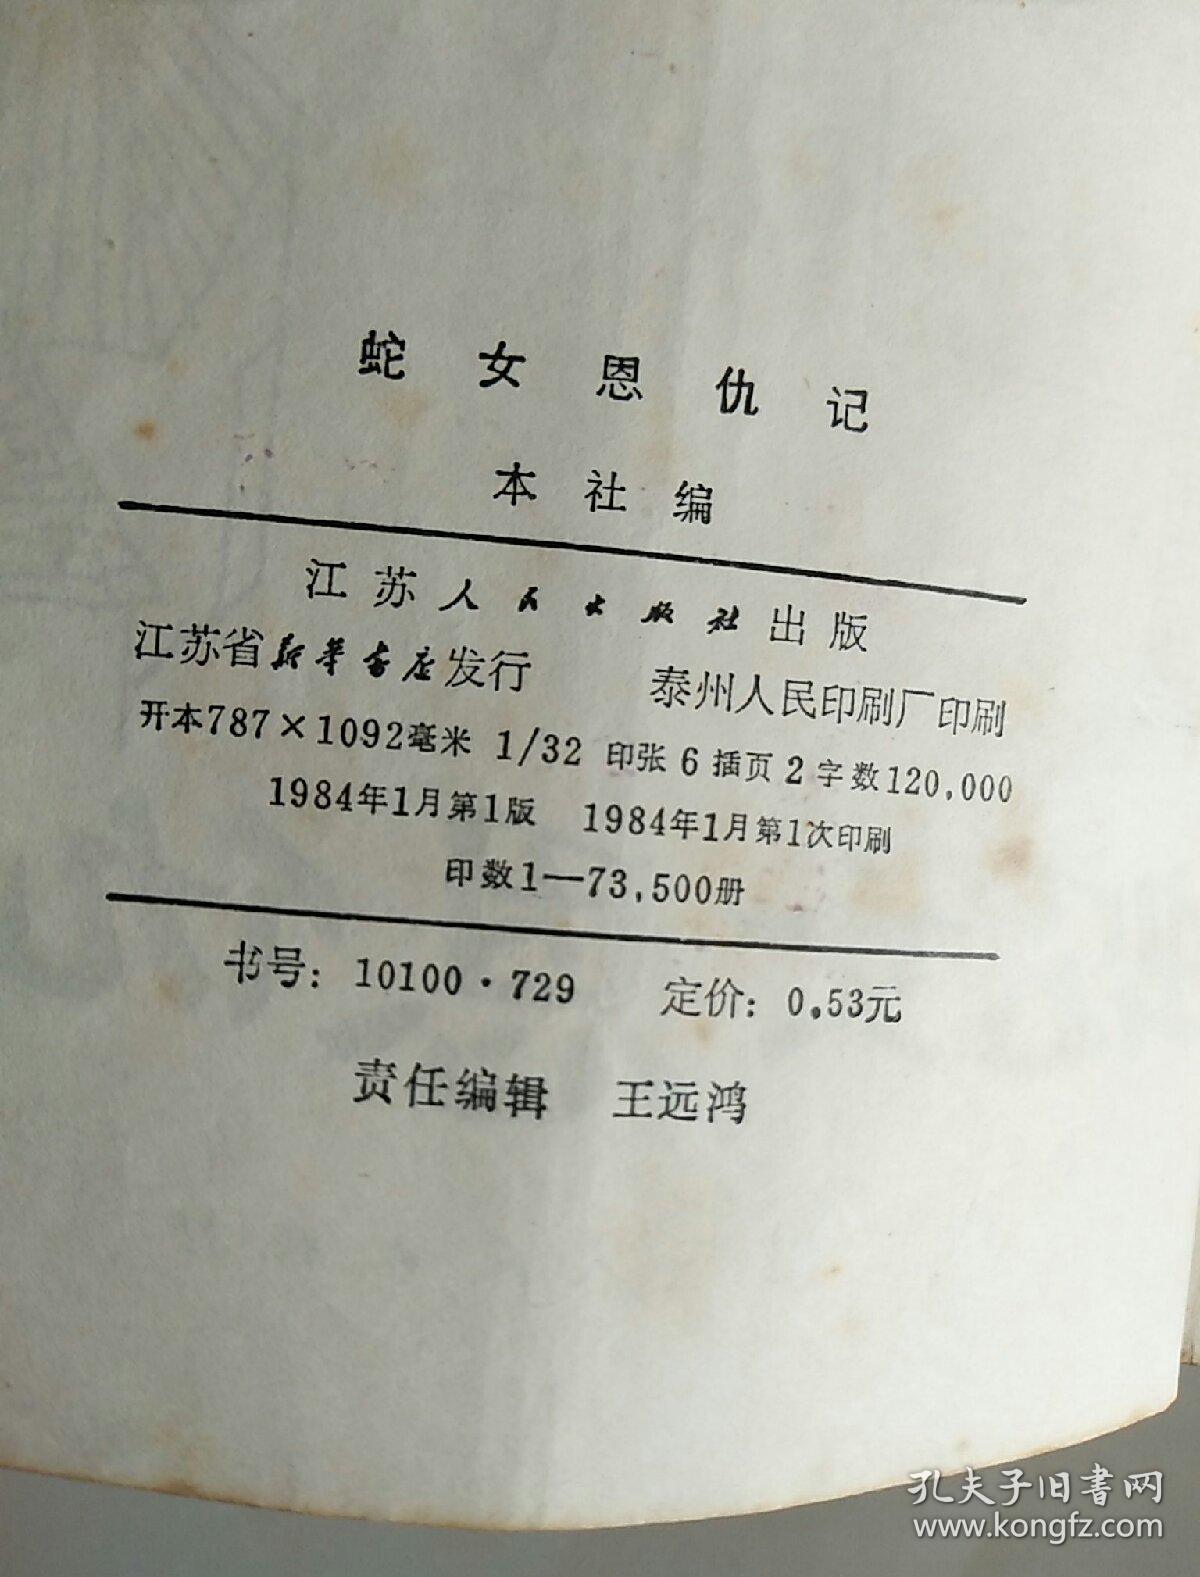 蛇女恩仇记
本社编
江苏人民出版社出版
江苏省新华书店发行 泰州人民印刷厂印刷
开本787×1092毫米 1/32 印张 6 插页 2 字数 120,000
1984年1月第1版 1984年1月第1次印刷
印数1—73,500册
书号：10100·729 定价：0.53元
责任编辑 王远鸿
孔夫子旧书网
www.kongfz.com